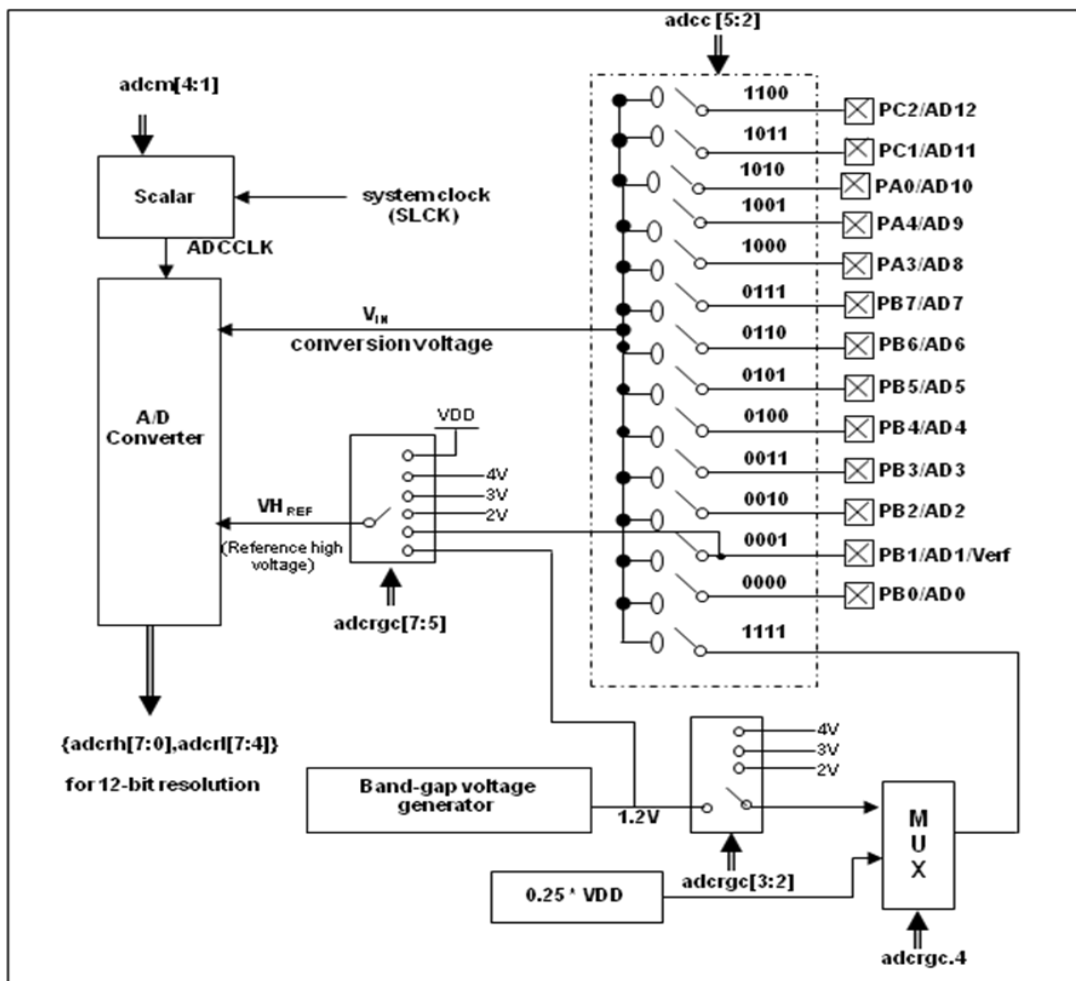 adcc [5:2]
adcm[4:1]
Scalar
system clock
(SLCK)
ADCCLK
1100
PC2/AD12
1011
PC1/AD11
1010
PA0/AD10
1001
PA4/AD9
1000
PA3/AD8
0111
PB7/AD7
0110
PB6/AD6
0101
PB5/AD5
0100
PB4/AD4
0011
PB3/AD3
0010
PB2/AD2
0001
PB1/AD1/Verf
0000
PB0/AD0
1111
VIN
conversion voltage
A/D
Converter
VDD
4V
3V
2V
VH REF
(Reference high
voltage)
adcrgc[7:5]
{adcrh[7:0],adcrl[7:4]}
for 12-bit resolution
Band-gap voltage
generator
1.2V
4V
3V
2V
adcrgc[3:2]
0.25 * VDD
M
U
X
adcrgc.4